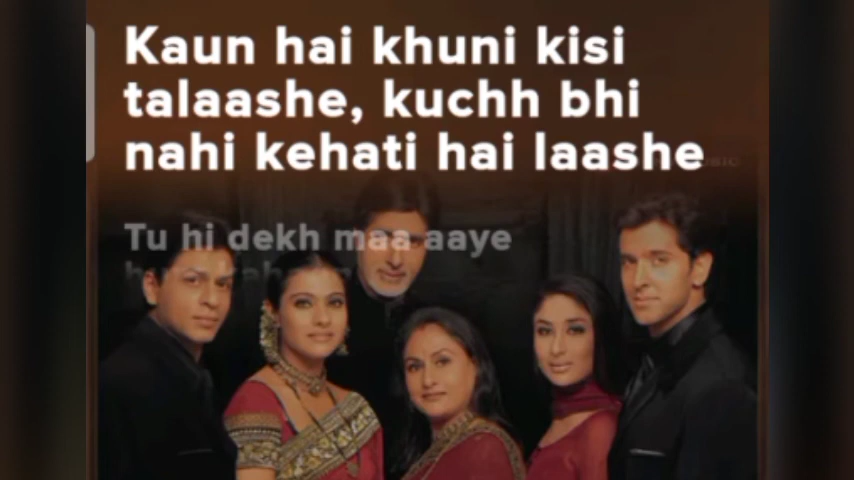 Kaun hai khuni kisi
talaashe, kuchh bhi
nahi kehati hai laashe
Tu hi dekh maa aaye